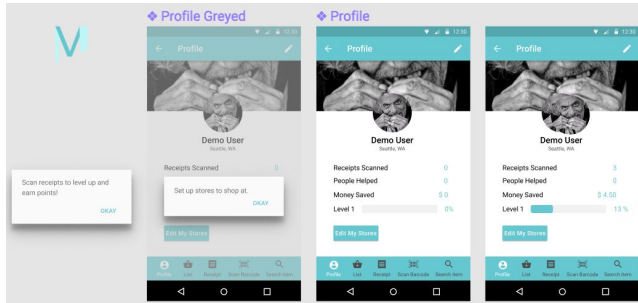 Profile Greyed
Profile
Scan receipts to level up and
earn points!
OKAY
12:30
Profile
Demo User
Seattle, WA
Receipts Scanned 0
Set up stores to shop at.
OKAY
Edit My Stores
Profile List Receipt Scan Barcode Search item
12:30
Profile
Demo User
Seattle, WA
Receipts Scanned 0
People Helped 0
Money Saved $ 0
Level 1 0%
Edit My Stores
Profile List Receipt Scan Barcode Search item
12:30
Profile
Demo User
Seattle, WA
Receipts Scanned 3
People Helped 0
Money Saved $ 4.50
Level 1 13 %
Edit My Stores
Profile List Receipt Scan Barcode Search item